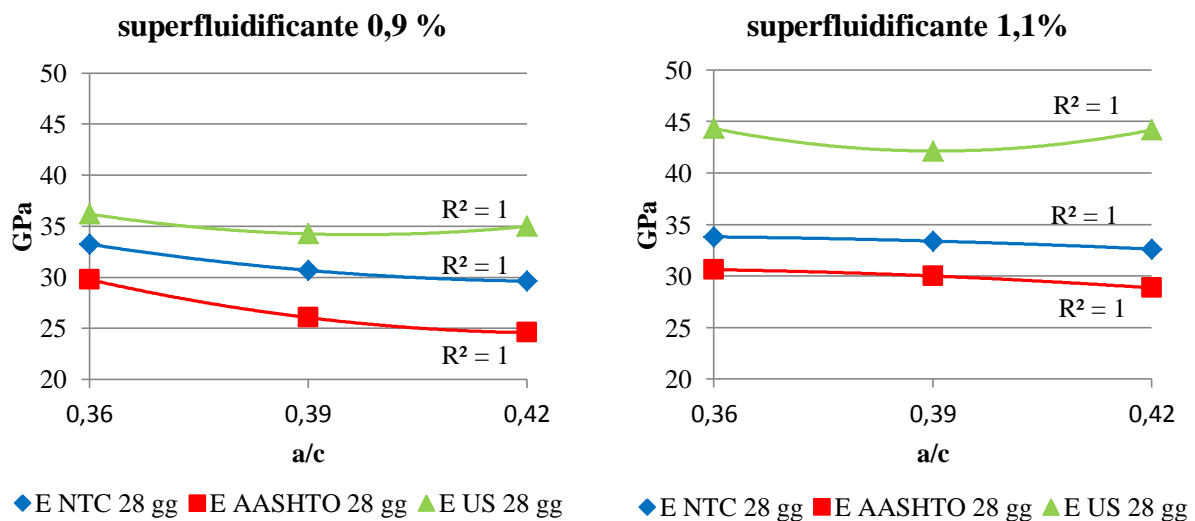 superfluidificante 0,9 %
50
45
40
35
30
25
20
GPa
R² = 1
R² = 1
R² = 1
0,36
0,39
0,42
a/c
E NTC 28 gg
E AASHTO 28 gg
E US 28 gg
superfluidificante 1,1%
50
45
40
35
30
25
20
GPa
R² = 1
R² = 1
R² = 1
0,36
0,39
0,42
a/c
E NTC 28 gg
E AASHTO 28 gg
E US 28 gg